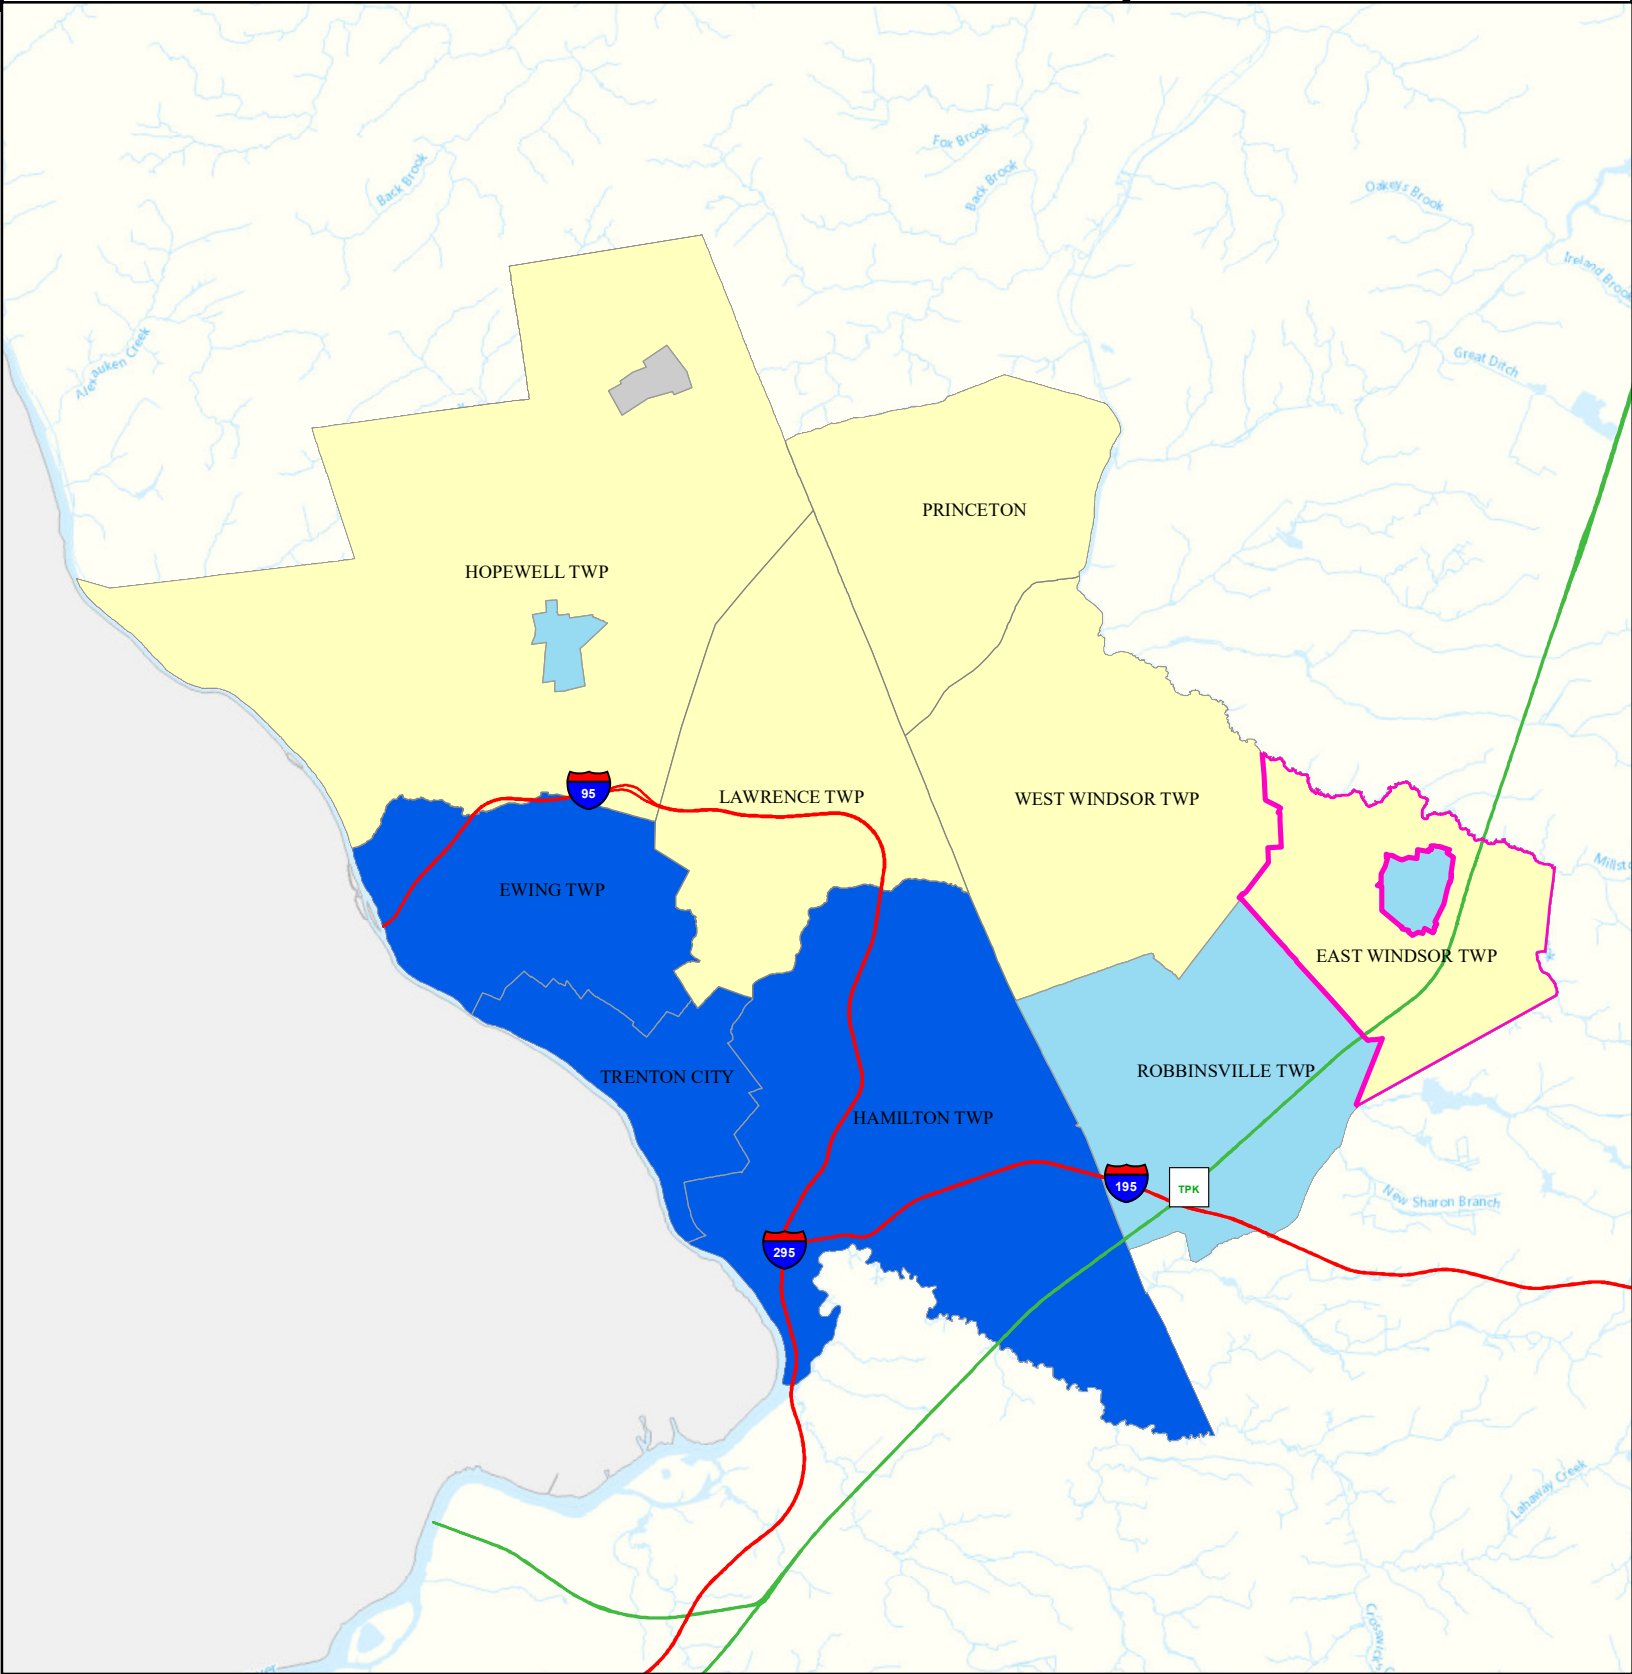 Fox Brook
Back Brook
Back Brook
Oakeys Brook
Ireland Brook
Alexauken Creek
Great Ditch
PRINCETON
HOPEWELL TWP
95
LAWRENCE TWP
WEST WINDSOR TWP
EWING TWP
EAST WINDSOR TWP
TRENTON CITY
ROBBINSVILLE TWP
HAMILTON TWP
195
TPK
New Sharon Branch
295
Lahaway Creek